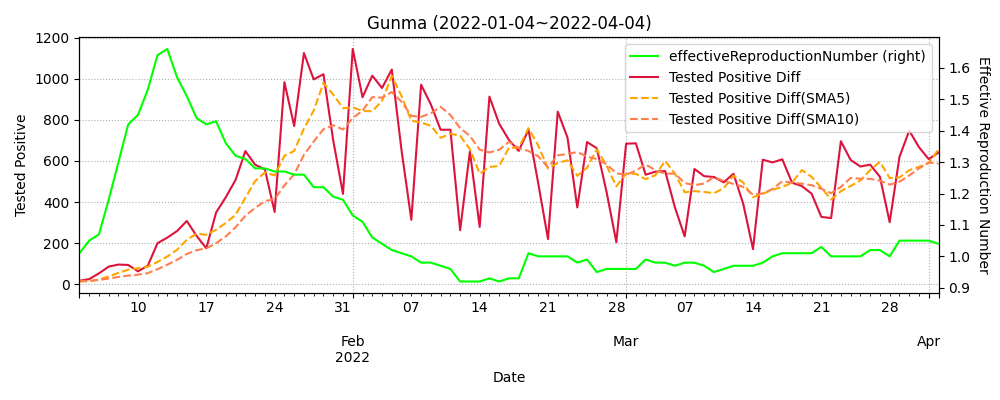 Gunma (2022-01-04~2022-04-04)
Tested Positive
1200
1000
800
600
400
200
0
effectiveReproductionNumber (right)
Tested Positive Diff
Tested Positive Diff(SMA5)
Tested Positive Diff(SMA10)
1.6
1.5
1.4
1.3
1.2
1.1
1.0
0.9
Effective Reproduction Number
10 17 24 31 07 14 21 28 07 14 21 28
Feb Mar Apr
2022
Date